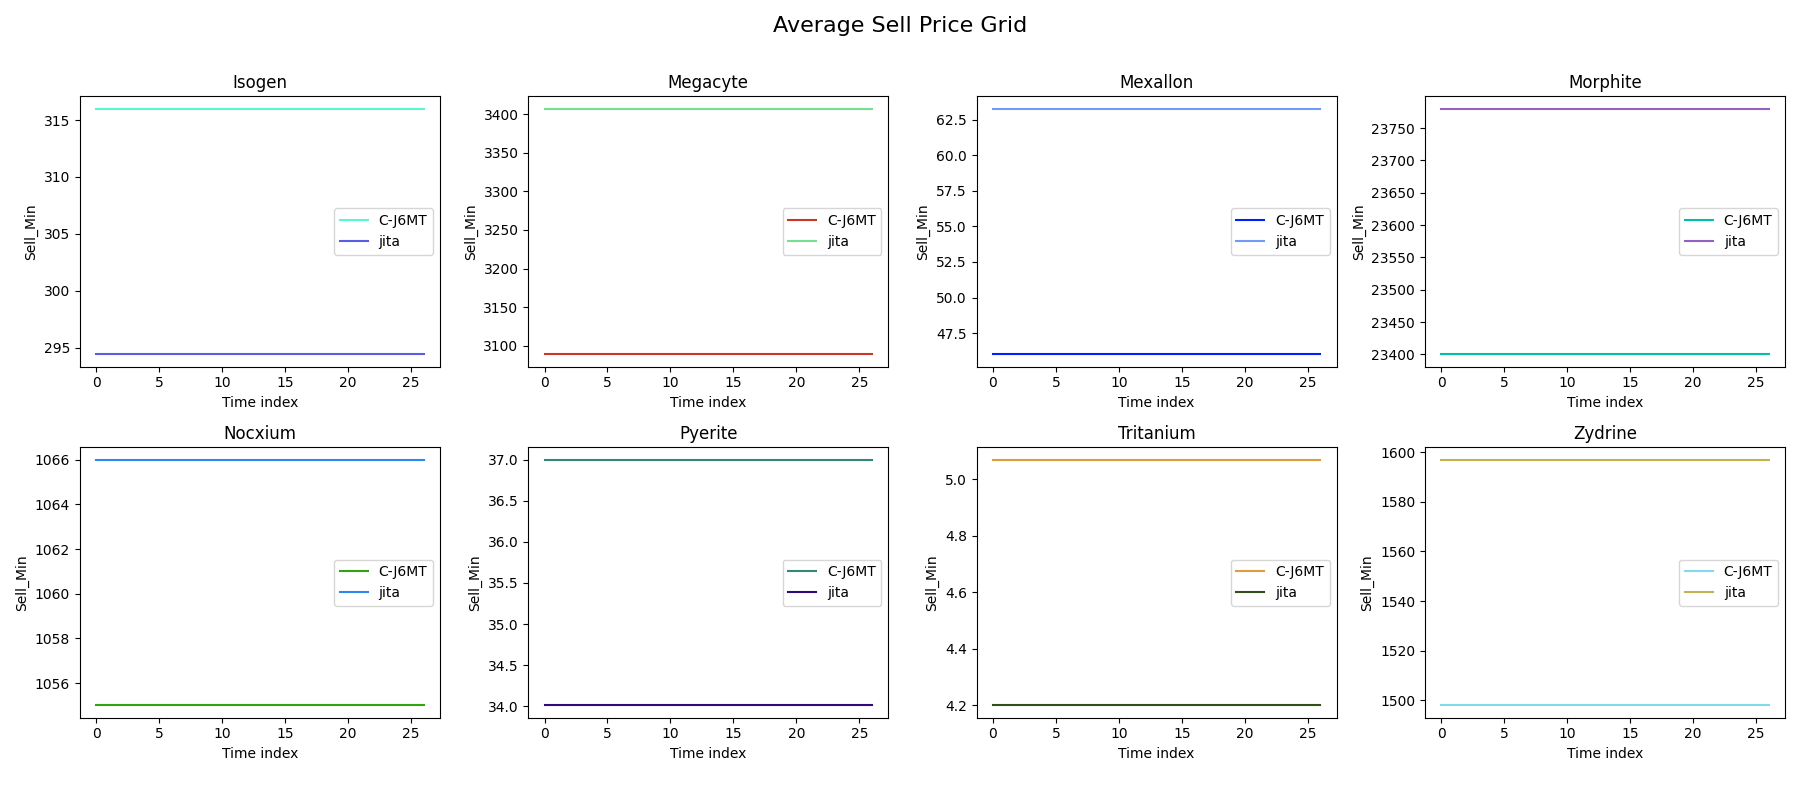 Average Sell Price Grid
Isogen
Sell_Min
315
310
305
300
295
C-J6MT
jita
0 5 10 15 20 25
Time index
Megacyte
Sell_Min
3400
3350
3300
3250
3200
3150
3100
C-J6MT
jita
0 5 10 15 20 25
Time index
Mexallon
Sell_Min
62.5
60.0
57.5
55.0
52.5
50.0
47.5
C-J6MT
jita
0 5 10 15 20 25
Time index
Morphite
Sell_Min
23750
23700
23650
23600
23550
23500
23450
23400
C-J6MT
jita
0 5 10 15 20 25
Time index
Nocxium
Sell_Min
1066
1064
1062
1060
1058
1056
C-J6MT
jita
0 5 10 15 20 25
Time index
Pyerite
Sell_Min
37.0
36.5
36.0
35.5
35.0
34.5
34.0
C-J6MT
jita
0 5 10 15 20 25
Time index
Tritanium
Sell_Min
5.0
4.8
4.6
4.4
4.2
C-J6MT
jita
0 5 10 15 20 25
Time index
Zydrine
Sell_Min
1600
1580
1560
1540
1520
1500
C-J6MT
jita
0 5 10 15 20 25
Time index